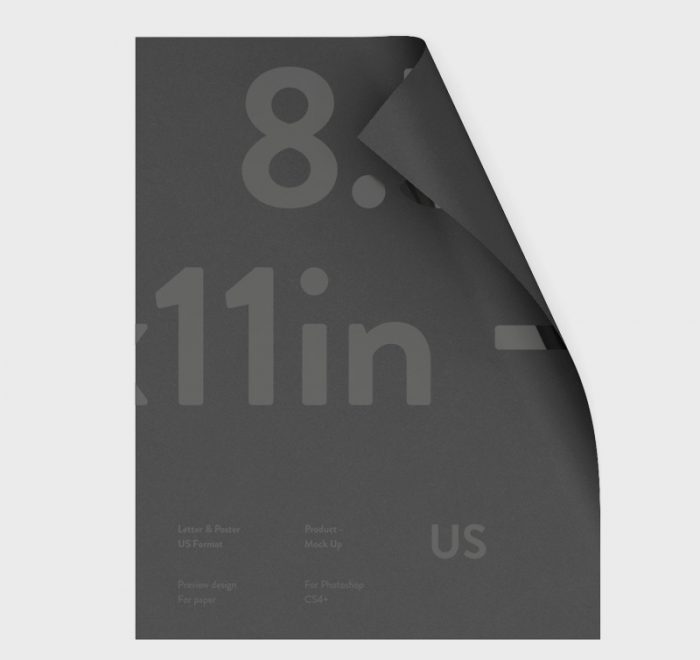 8.
x11in -
Letter & Poster
US Format
Product -
Mock Up
US
Preview design
For paper
For Photoshop
CS4+